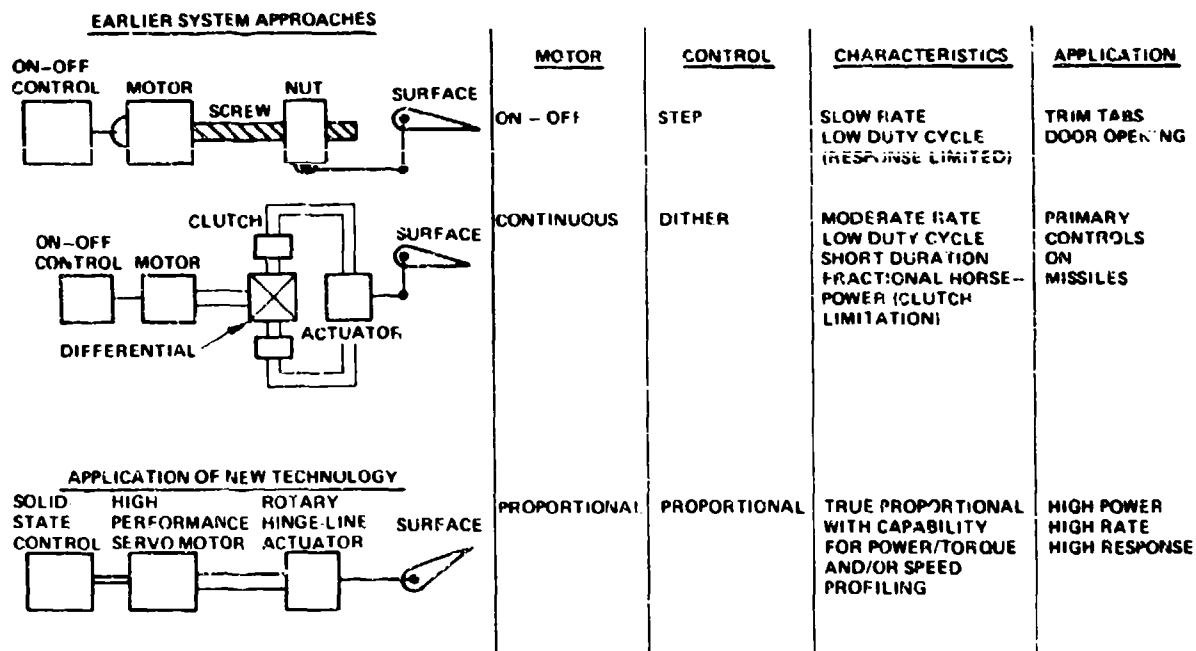 EARLIER SYSTEM APPROACHES
MOTOR CONTROL CHARACTERISTICS APPLICATION
ON-OFF
CONTROL MOTOR SCREW NUT SURFACE
ON – OFF STEP SLOW RATE TRIM TABS
LOW DUTY CYCLE DOOR OPENING
(RESPONSE LIMITED)
CLUTCH SURFACE
ON-OFF
CONTROL MOTOR
DIFFERENTIAL
ACTUATOR
CONTINUOUS DITHER MODERATE RATE PRIMARY
LOW DUTY CYCLE CONTROLS
SHORT DURATION ON
FRACTIONAL HORSE– MISSILES
POWER (CLUTCH
LIMITATION)
APPLICATION OF NEW TECHNOLOGY
SOLID HIGH ROTARY
STATE PERFORMANCE HINGE-LINE SURFACE
CONTROL SERVO MOTOR ACTUATOR
PROPORTIONAL PROPORTIONAL TRUE PROPORTIONAL HIGH POWER
WITH CAPABILITY HIGH RATE
FOR POWER/TORQUE HIGH RESPONSE
AND/OR SPEED
PROFILING